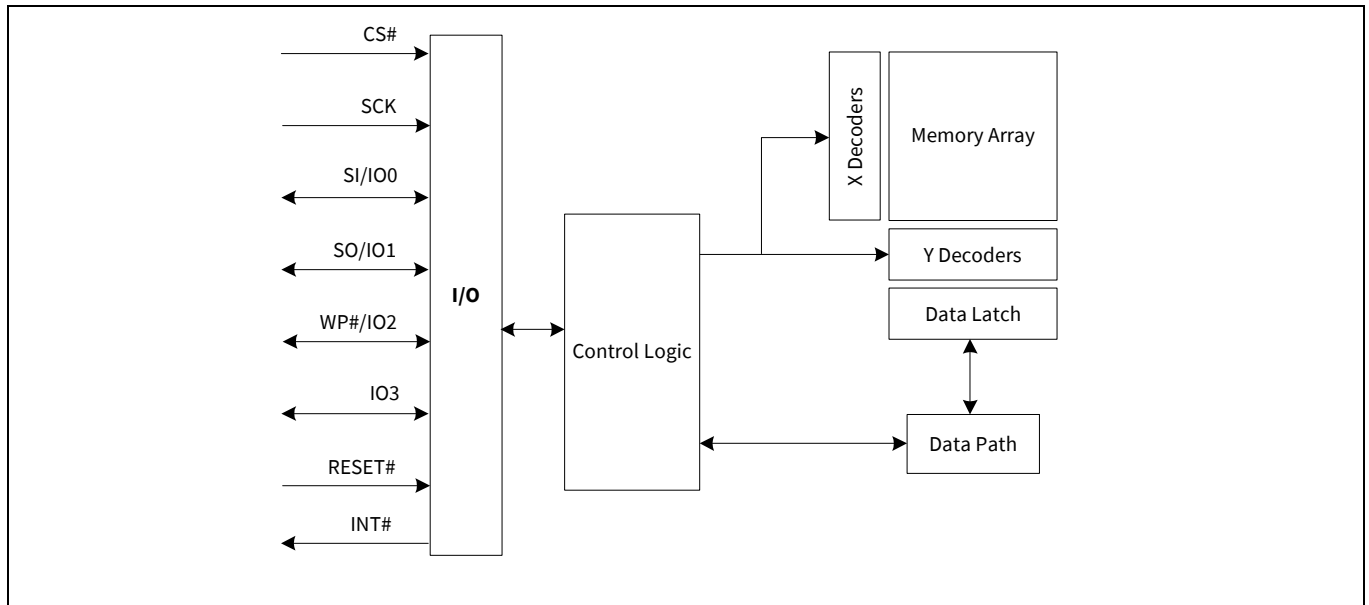 CS#
SCK
SI/IO0
SO/IO1
WP#/IO2
IO3
RESET#
INT#
I/O
Control Logic
X Decoders
Memory Array
Y Decoders
Data Latch
Data Path